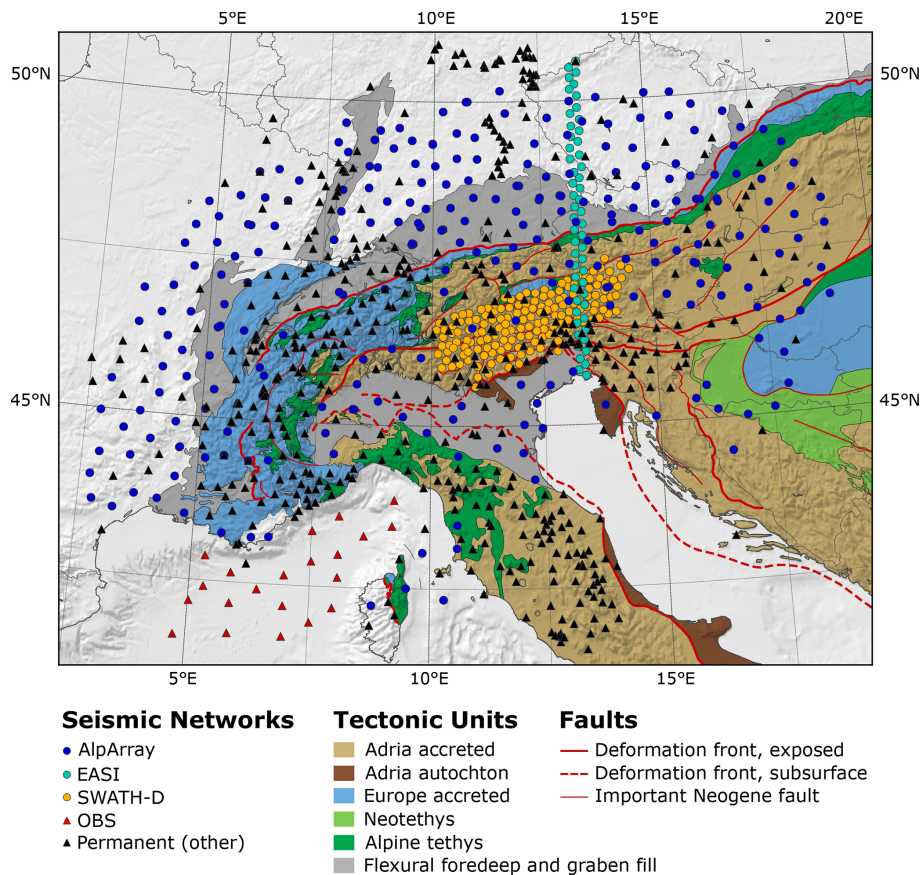 5°E 10°E 15°E 20°E
50°N 50°N
45°N 45°N
5°E 10°E 15°E
Seismic Networks
AlpArray
EASI
SWATH-D
OBS
Permanent (other)
Tectonic Units
Adria accreted
Adria autochton
Europe accreted
Neotethys
Alpine tethys
Flexural foredeep and graben fill
Faults
Deformation front, exposed
Deformation front, subsurface
Important Neogene fault